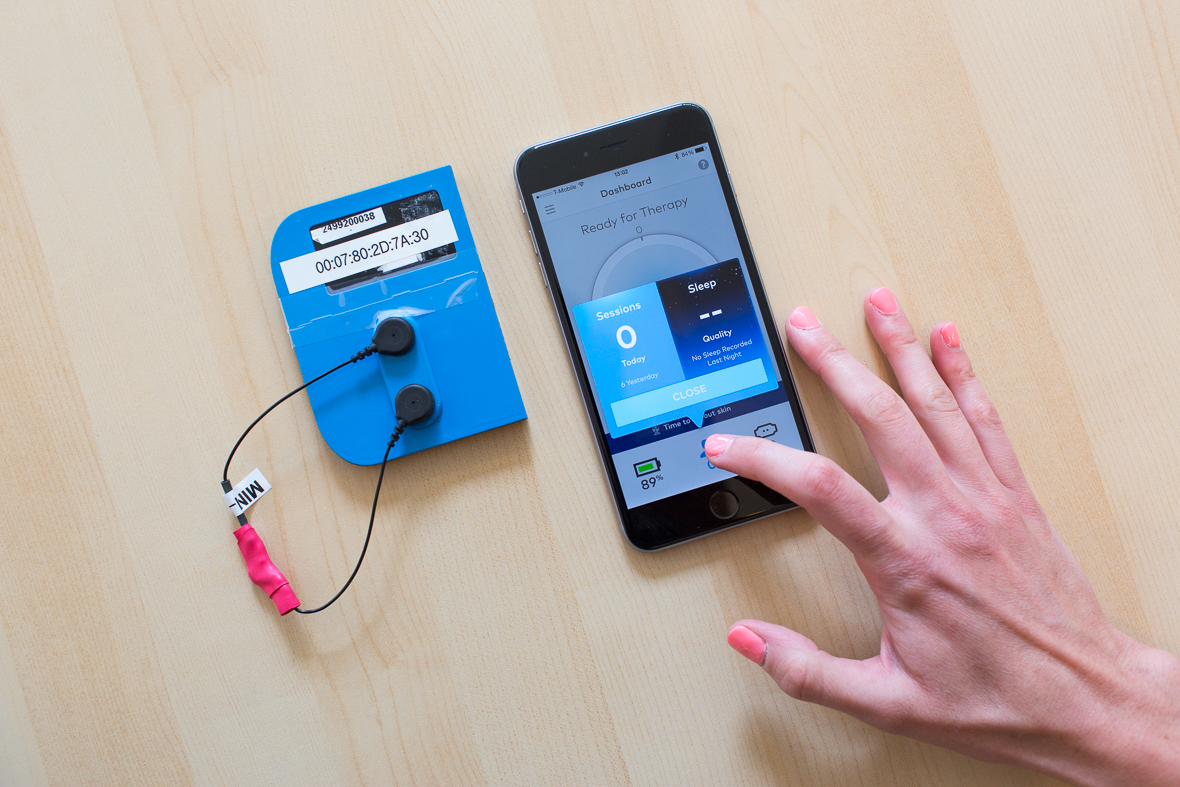 2499200038
00:07:80:2D:7A:30
MIN-
T-Mobile
13:02
84%
Dashboard
?
Ready for Therapy
0
Sessions
0
Today
6 Yesterday
Sleep
--
Quality
No Sleep Recorded
Last Night
CLOSE
Time to
out skin
89%